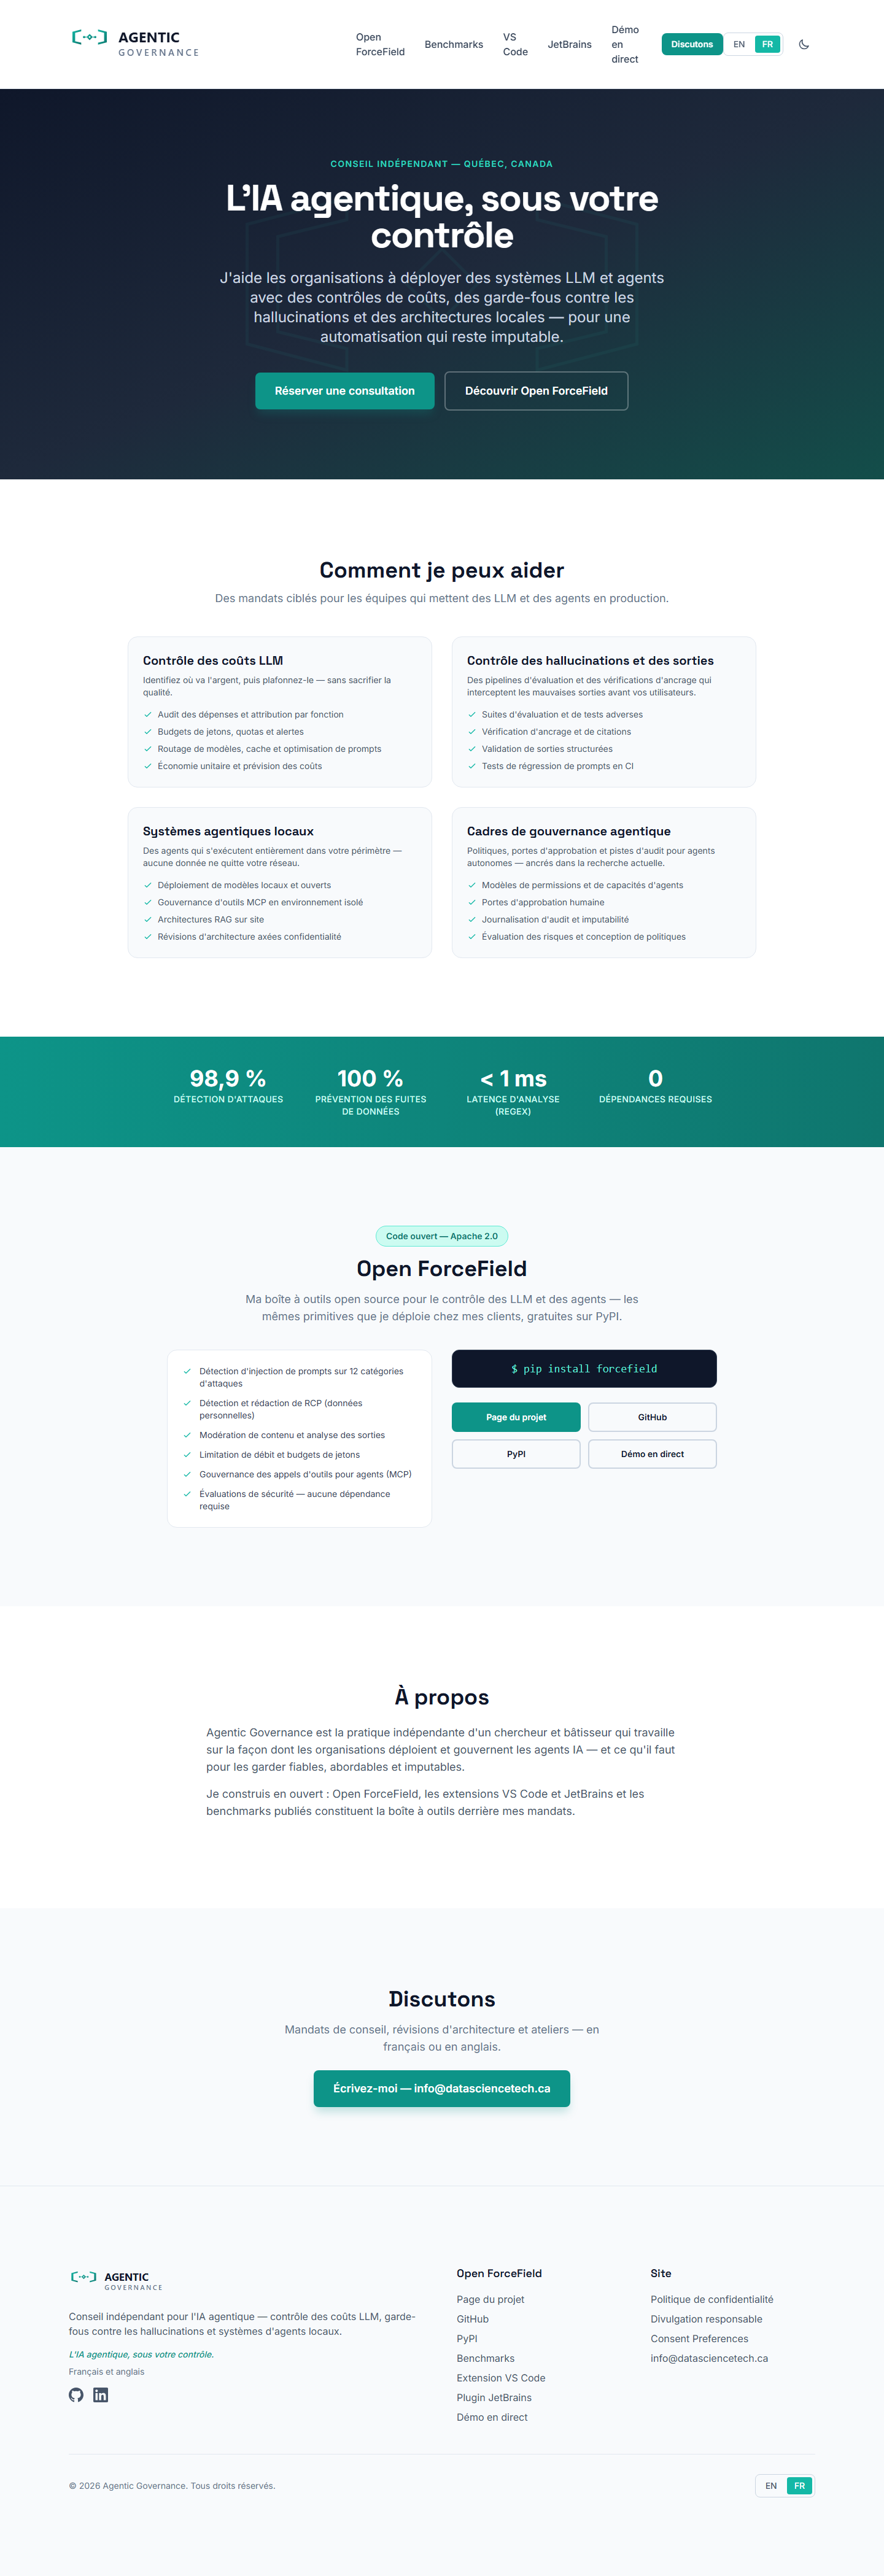 AGENTIC
GOVERNANCE
Open
ForceField
Benchmarks
VS
Code
JetBrains
Démo
en
direct
Discutons
EN
FR
CONSEIL INDÉPENDANT — QUÉBEC, CANADA
L'IA agentique, sous votre
contrôle
J'aide les organisations à déployer des systèmes LLM et agents
avec des contrôles de coûts, des garde-fous contre les
hallucinations et des architectures locales — pour une
automatisation qui reste imputable.
Réserver une consultation
Découvrir Open ForceField
Comment je peux aider
Des mandats ciblés pour les équipes qui mettent des LLM et des agents en production.
Contrôle des coûts LLM
Identifiez où va l'argent, puis plafonnez-le — sans sacrifier la
qualité.
Audit des dépenses et attribution par fonction
Budgets de jetons, quotas et alertes
Routage de modèles, cache et optimisation de prompts
Économie unitaire et prévision des coûts
Contrôle des hallucinations et des sorties
Des pipelines d'évaluation et des vérifications d'ancrage qui
interceptent les mauvaises sorties avant vos utilisateurs.
Suites d'évaluation et de tests adverses
Vérification d'ancrage et de citations
Validation de sorties structurées
Tests de régression de prompts en CI
Systèmes agentiques locaux
Des agents qui s'exécutent entièrement dans votre périmètre —
aucune donnée ne quitte votre réseau.
Déploiement de modèles locaux et ouverts
Gouvernance d'outils MCP en environnement isolé
Architectures RAG sur site
Révisions d'architecture axées confidentialité
Cadres de gouvernance agentique
Politiques, portes d'approbation et pistes d'audit pour agents
autonomes — ancrés dans la recherche actuelle.
Modèles de permissions et de capacités d'agents
Portes d'approbation humaine
Journalisation d'audit et imputabilité
Évaluation des risques et conception de politiques
98,9 %
DÉTECTION D'ATTAQUES
100 %
PRÉVENTION DES FUITES
DE DONNÉES
< 1 ms
LATENCE D'ANALYSE
(REGEX)
0
DÉPENDANCES REQUISES
Code ouvert — Apache 2.0
Open ForceField
Ma boîte à outils open source pour le contrôle des LLM et des agents — les
mêmes primitives que je déploie chez mes clients, gratuites sur PyPI.
Détection d'injection de prompts sur 12 catégories
d'attaques
Détection et rédaction de RCP (données
personnelles)
Modération de contenu et analyse des sorties
Limitation de débit et budgets de jetons
Gouvernance des appels d'outils pour agents (MCP)
Évaluations de sécurité — aucune dépendance
requise
$ pip install forcefield
Page du projet
GitHub
PyPI
Démo en direct
À propos
Agentic Governance est la pratique indépendante d'un chercheur et bâtisseur qui travaille
sur la façon dont les organisations déploient et gouvernent les agents IA — et ce qu'il faut
pour les garder fiables, abordables et imputables.
Je construis en ouvert : Open ForceField, les extensions VS Code et JetBrains et les
benchmarks publiés constituent la boîte à outils derrière mes mandats.
Discutons
Mandats de conseil, révisions d'architecture et ateliers — en
français ou en anglais.
Écrivez-moi — info@datasciencetech.ca
AGENTIC
GOVERNANCE
Conseil indépendant pour l'IA agentique — contrôle des coûts LLM, garde-
fous contre les hallucinations et systèmes d'agents locaux.
L'IA agentique, sous votre contrôle.
Français et anglais
Open ForceField
Page du projet
GitHub
PyPI
Benchmarks
Extension VS Code
Plugin JetBrains
Démo en direct
Site
Politique de confidentialité
Divulgation responsable
Consent Preferences
info@datasciencetech.ca
© 2026 Agentic Governance. Tous droits réservés.
EN
FR